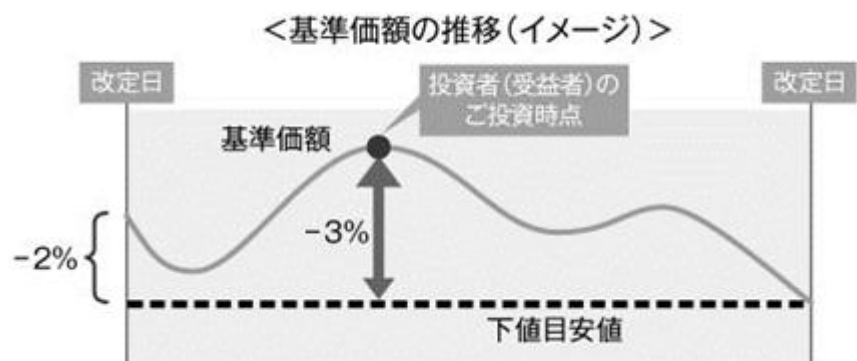 ＜基準価額の推移（イメージ）＞
改定日
投資者（受益者）の
ご投資時点
改定日
基準価額
-3%
-2%
下値目安値